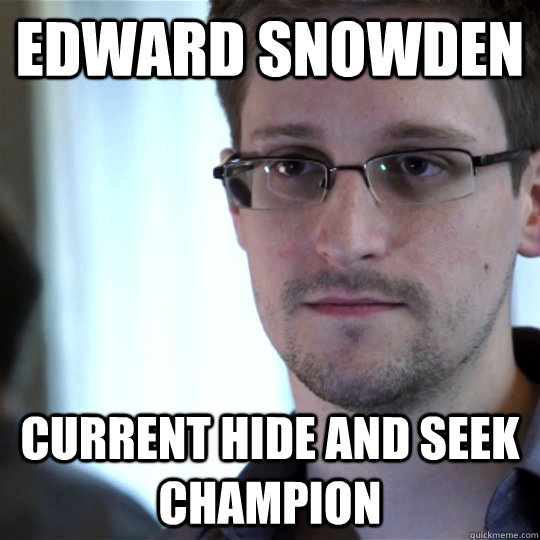 EDWARD SNOWDEN
CURRENT HIDE AND SEEK
CHAMPION
quickmeme.com